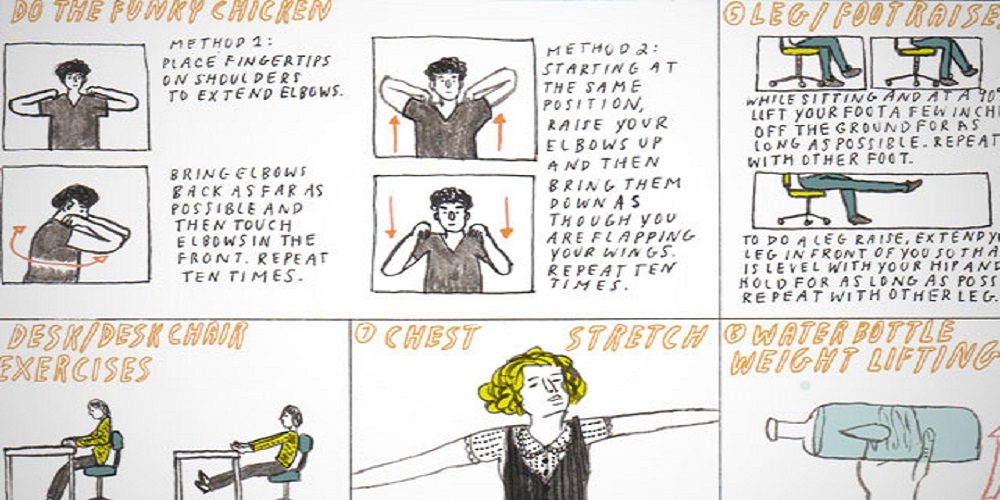 DO THE FUNKY CHICKEN
METHOD 1:
PLACE FINGERTIPS
ON SHOULDERS
TO EXTEND ELBOWS.
BRING ELBOWS
BACK AS FAR AS
POSSIBLE AND
THEN TOUCH
ELBOWS IN THE
FRONT. REPEAT
TEN TIMES.
METHOD 2:
STARTING AT
THE SAME
POSITION,
RAISE YOUR
ELBOWS UP
AND THEN
BRING THEM
DOWN AS
THOUGH YOU
ARE FLAPPING
YOUR WINGS.
REPEAT TEN
TIMES.
5 LEG/FOOT RAISE
WHILE SITTING AND AT A 90°
LIFT YOUR FOOT A FEW INCH
OFF THE GROUND FOR AS
LONG AS POSSIBLE. REPEAT
WITH OTHER FOOT.
TO DO A LEG RAISE, EXTEND Y
LEG IN FRONT OF YOU SO THA
IS LEVEL WITH YOUR HIP AN
HOLD FOR AS LONG AS POSS
REPEAT WITH OTHER LEG.
DESK/DESK CHAIR
EXERCISES
7 CHEST STRETCH
8 WATER BOTTLE
WEIGHT LIFTING